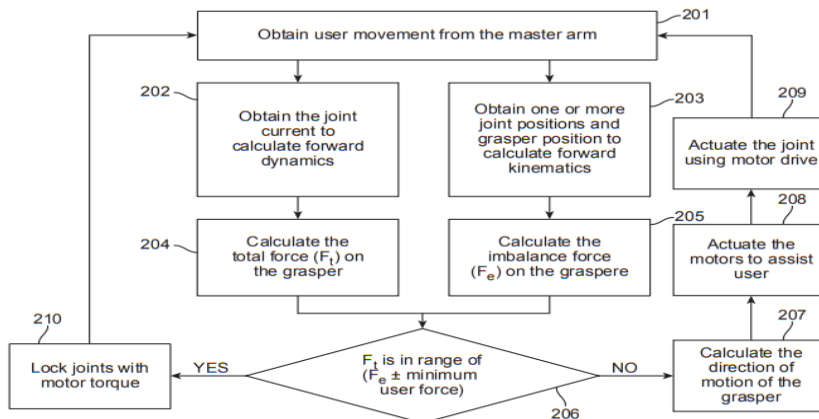 201
Obtain user movement from the master arm
202
Obtain the joint
current to
calculate forward
dynamics
203
Obtain one or more
joint positions and
grasper position to
calculate forward
kinematics
209
Actuate the joint
using motor drive
204
Calculate the
total force (Fₜ) on
the grasper
205
Calculate the
imbalance force
(Fₑ) on the graspere
208
Actuate the
motors to assist
user
210
Lock joints with
motor torque
YES
Fₜ is in range of
(Fₑ ± minimum
user force)
206
NO
207
Calculate the
direction of
motion of the
grasper